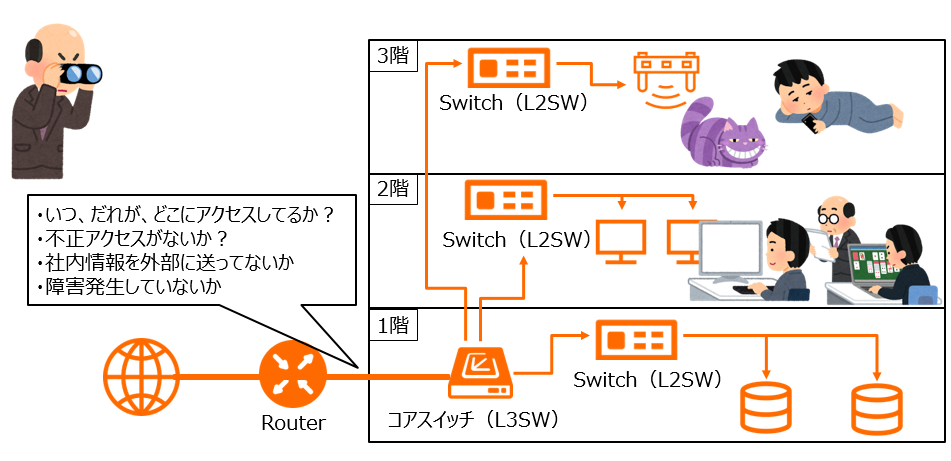 3階
Switch（L2SW）
2階
Switch（L2SW）
・いつ、だれが、どこにアクセスしてるか？
・不正アクセスがないか？
・社内情報を外部に送ってないか
・障害発生していないか
1階
Switch（L2SW）
Router
コアスイッチ（L3SW）